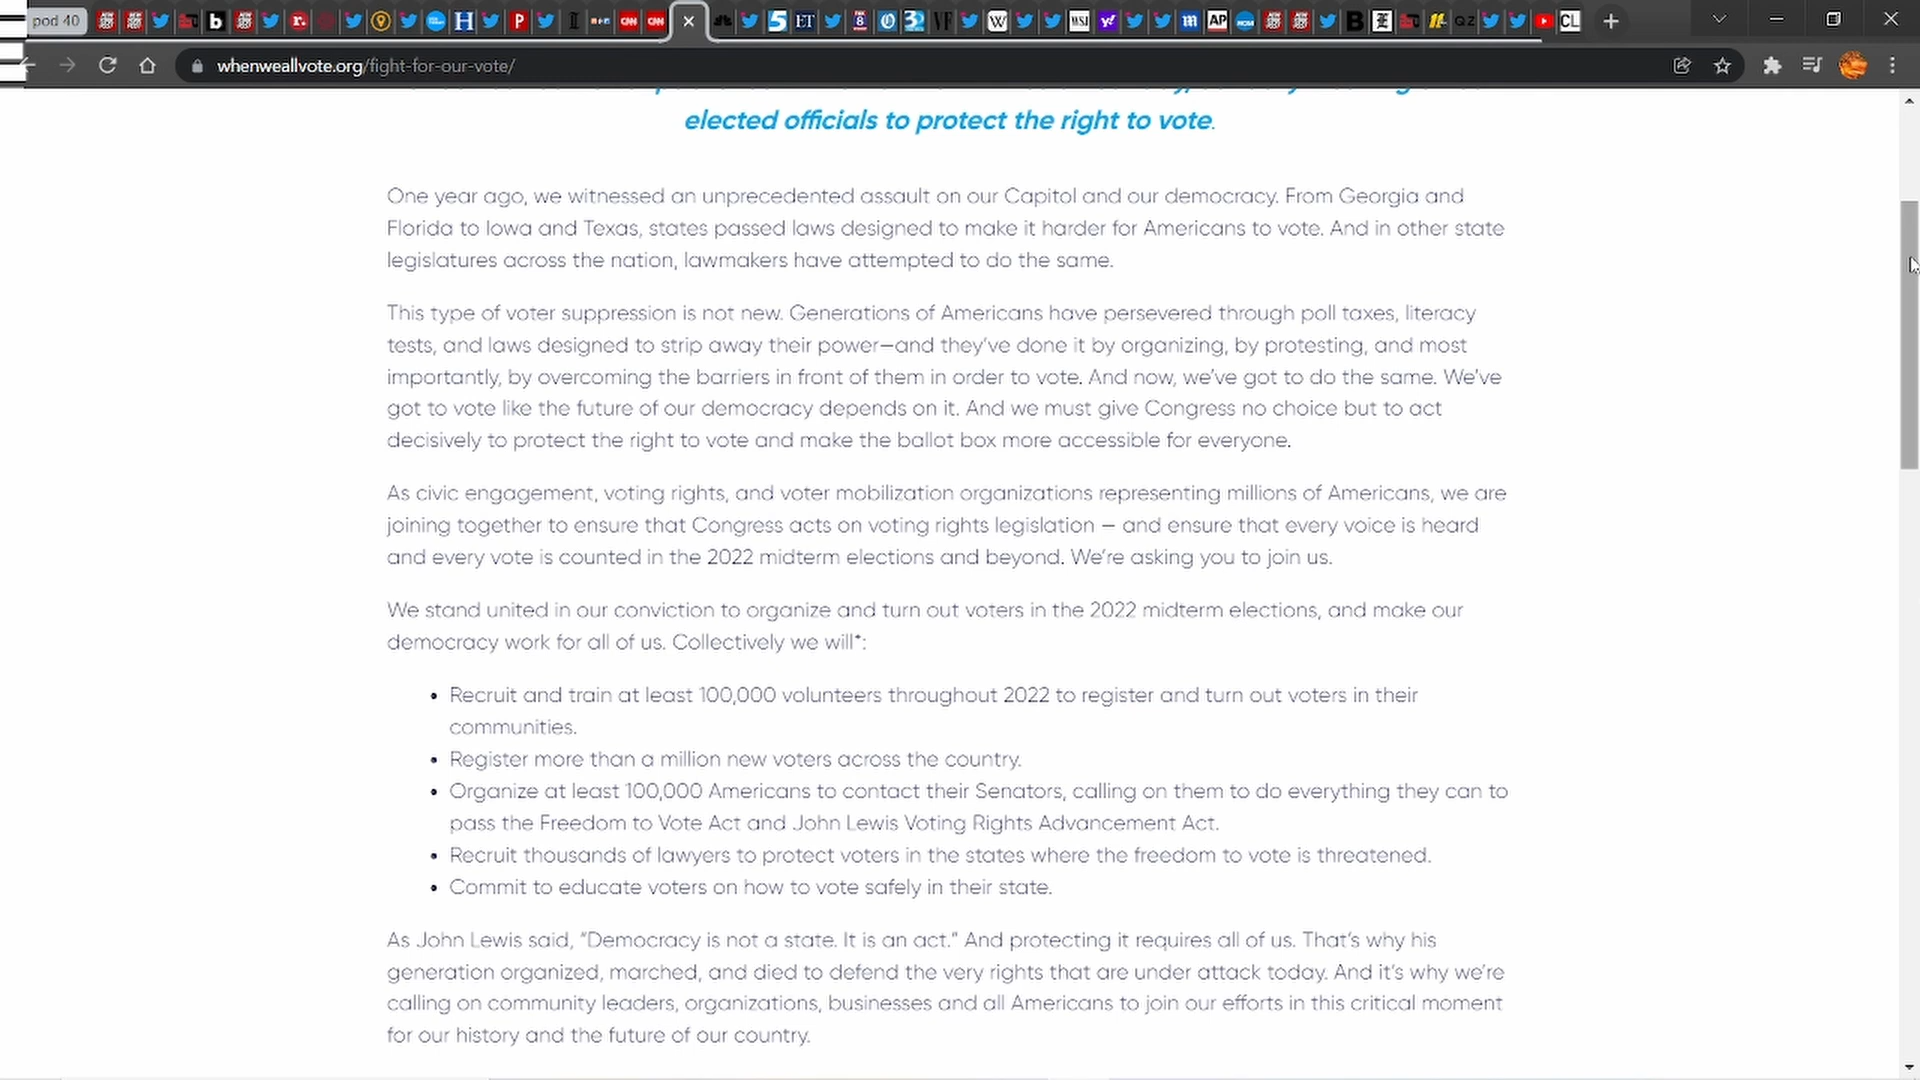 pod 40
whenweallvote.org/fight-for-our-vote/
elected officials to protect the right to vote.
One year ago, we witnessed an unprecedented assault on our Capitol and our democracy. From Georgia and
Florida to Iowa and Texas, states passed laws designed to make it harder for Americans to vote. And in other state
legislatures across the nation, lawmakers have attempted to do the same.
This type of voter suppression is not new. Generations of Americans have persevered through poll taxes, literacy
tests, and laws designed to strip away their power—and they’ve done it by organizing, by protesting, and most
importantly, by overcoming the barriers in front of them in order to vote. And now, we’ve got to do the same. We’ve
got to vote like the future of our democracy depends on it. And we must give Congress no choice but to act
decisively to protect the right to vote and make the ballot box more accessible for everyone.
As civic engagement, voting rights, and voter mobilization organizations representing millions of Americans, we are
joining together to ensure that Congress acts on voting rights legislation — and ensure that every voice is heard
and every vote is counted in the 2022 midterm elections and beyond. We’re asking you to join us.
We stand united in our conviction to organize and turn out voters in the 2022 midterm elections, and make our
democracy work for all of us. Collectively we will*:
• Recruit and train at least 100,000 volunteers throughout 2022 to register and turn out voters in their
communities.
• Register more than a million new voters across the country.
• Organize at least 100,000 Americans to contact their Senators, calling on them to do everything they can to
pass the Freedom to Vote Act and John Lewis Voting Rights Advancement Act.
• Recruit thousands of lawyers to protect voters in the states where the freedom to vote is threatened.
• Commit to educate voters on how to vote safely in their state.
As John Lewis said, “Democracy is not a state. It is an act.” And protecting it requires all of us. That’s why his
generation organized, marched, and died to defend the very rights that are under attack today. And it’s why we’re
calling on community leaders, organizations, businesses and all Americans to join our efforts in this critical moment
for our history and the future of our country.